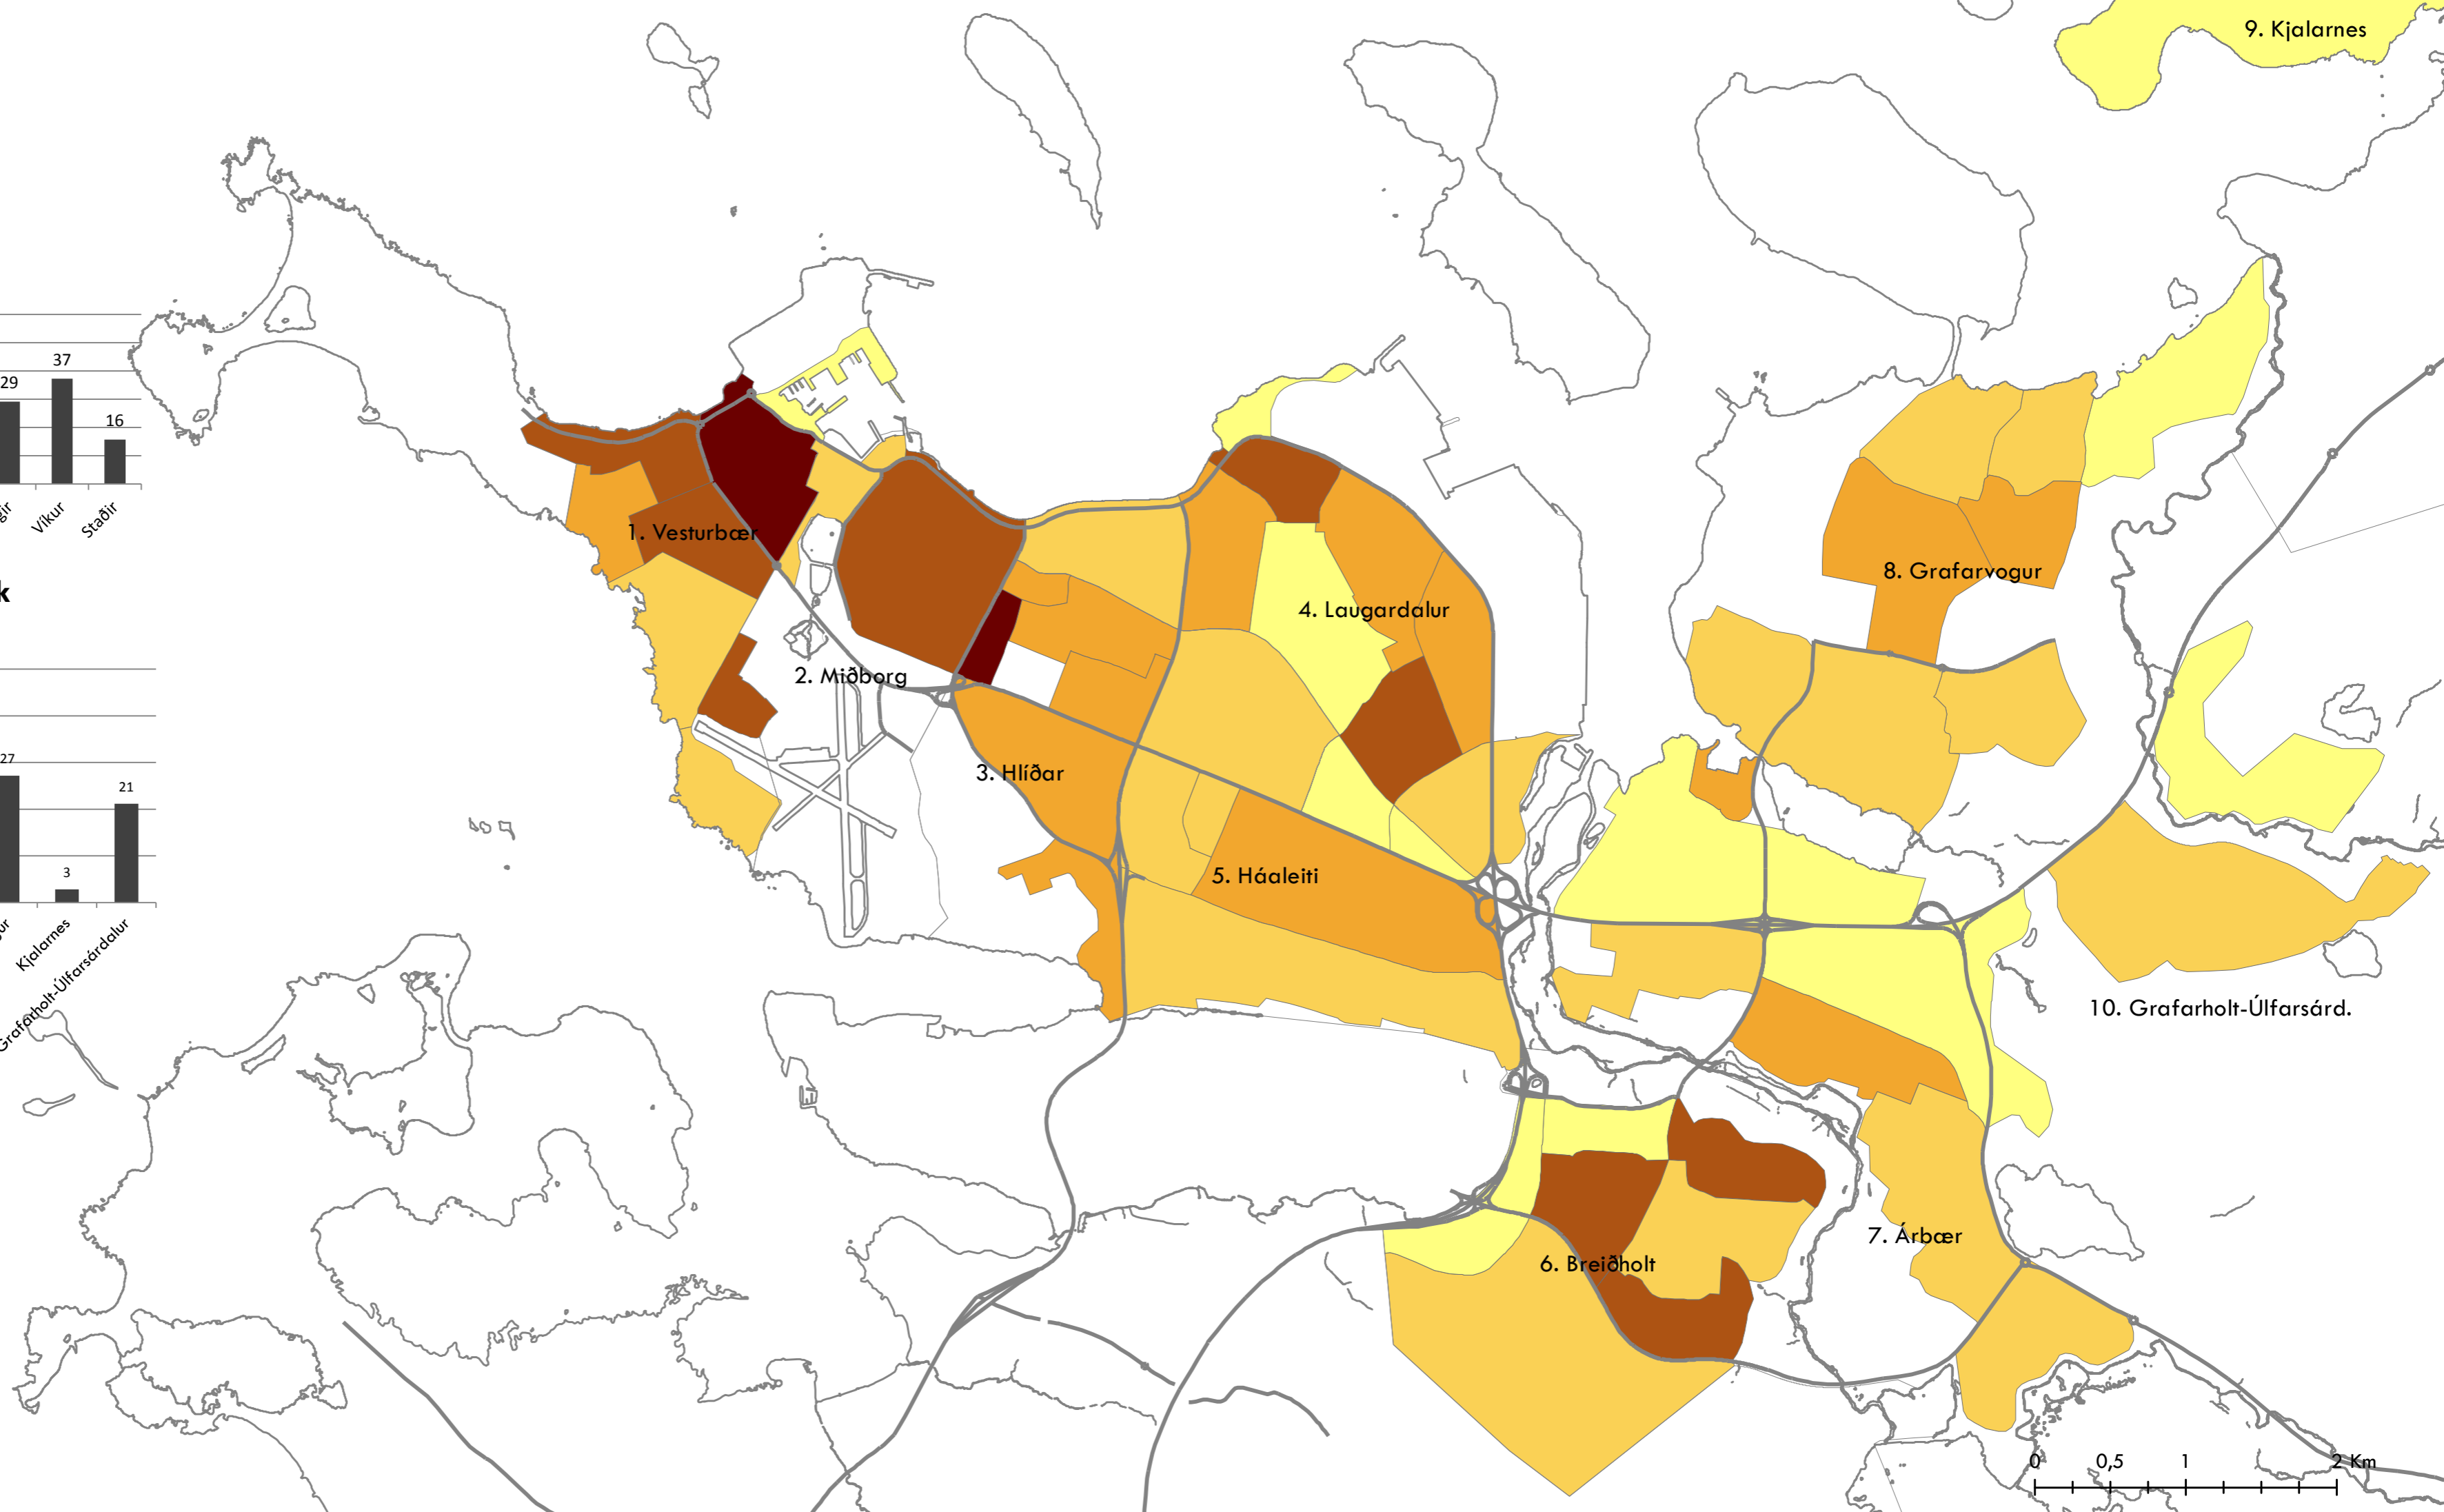 9. Kjalarnes
37
29
16
gir
Víkur
Staðir
1. Vesturbær
8. Grafarvogur
k
4. Laugardalur
2. Miðborg
3. Hlíðar
27
21
3
5. Háaleiti
ur
Kjalarnes
Grafarholt-Úlfarsárdalur
10. Grafarholt-Úlfarsárd.
7. Árbær
6. Breiðholt
0 0,5 1 2 Km